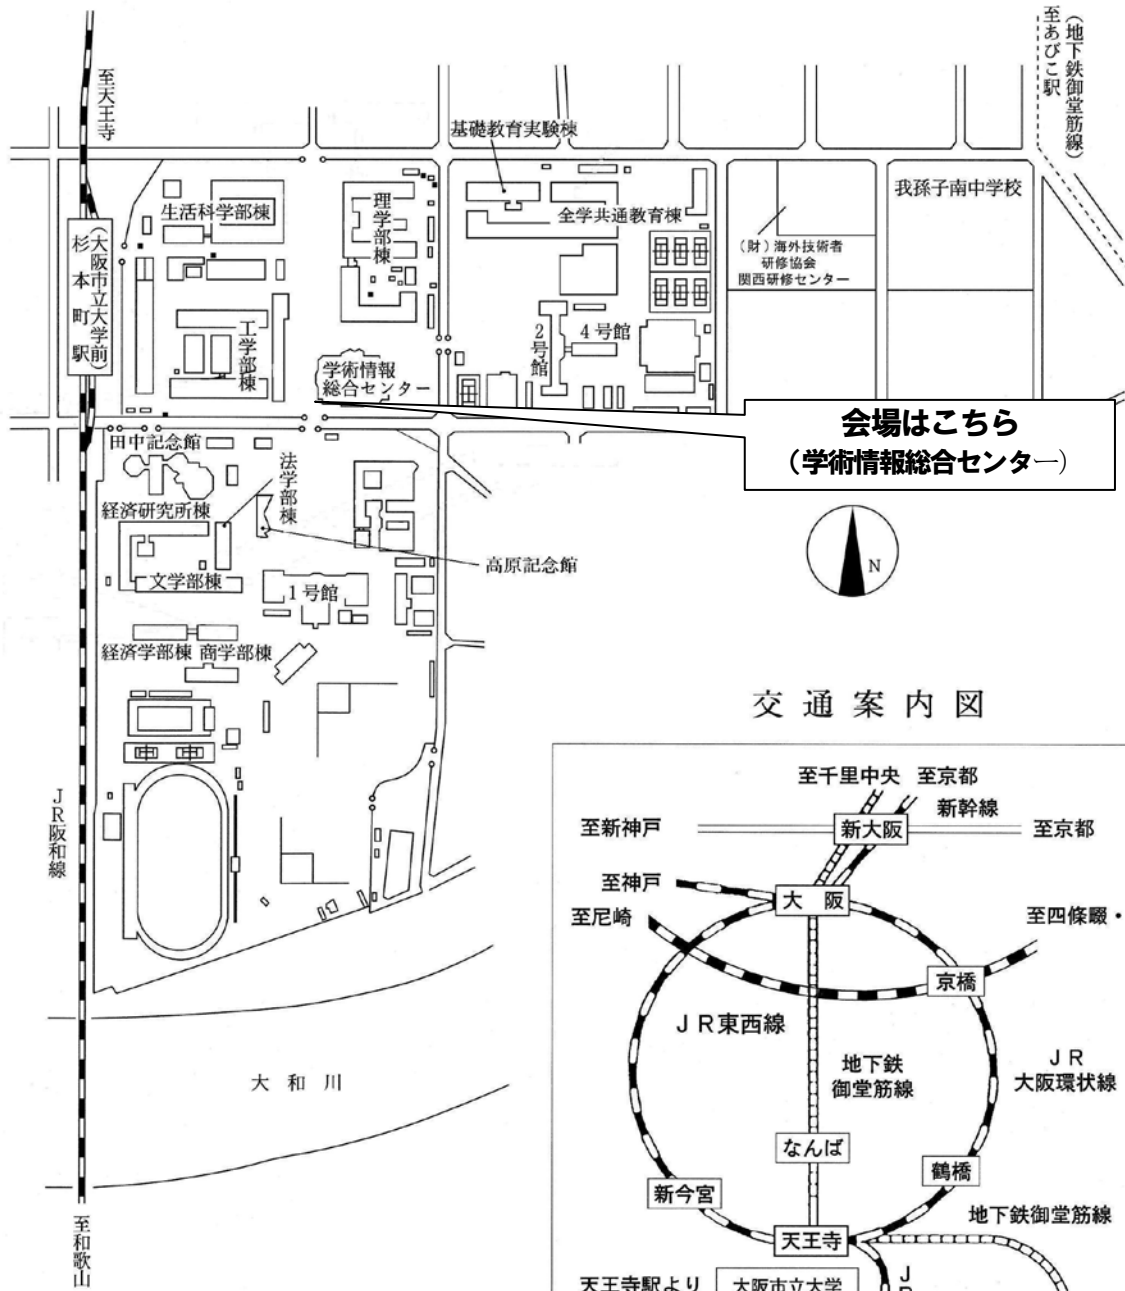 (地下鉄御堂筋線)
至あびこ駅
至天王寺
基礎教育実験棟
生活科学部棟
理学部棟
全学共通教育棟
我孫子南中学校
(財)海外技術者
研修協会
関西研修センター
(大阪市立大学前)
杉本町駅
工学部棟
2号館
4号館
学術情報
総合センター
会場はこちら
(学術情報総合センター)
田中記念館
法学部棟
経済研究所棟
高原記念館
文学部棟
1号館
N
経済学部棟
商学部棟
JR阪和線
大和川
至和歌山
交通案内図
至千里中央
至京都
新幹線
至新神戸
新大阪
至京都
至神戸
大阪
至尼崎
至四條畷・
京橋
JR東西線
地下鉄
御堂筋線
JR
大阪環状線
なんば
鶴橋
新今宮
地下鉄御堂筋線
天王寺
天王寺駅より
大阪市立大学
J